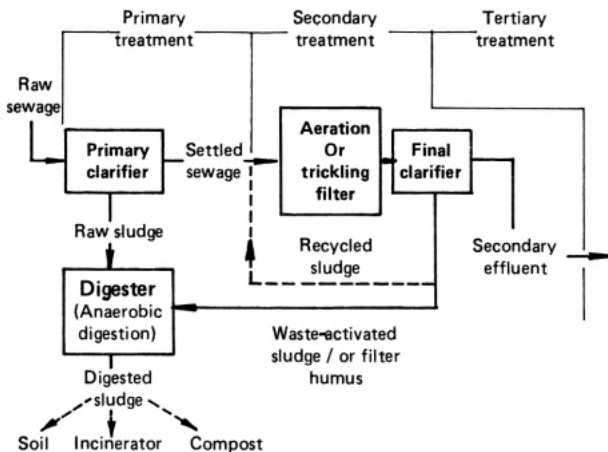 Primary
treatment
Secondary
treatment
Tertiary
treatment
Raw
sewage
Primary
clarifier
Settled
sewage
Aeration
Or
trickling
filter
Final
clarifier
Raw sludge
Recycled
sludge
Secondary
effluent
Digester
(Anaerobic
digestion)
Waste-activated
sludge / or filter
humus
Digested
sludge
Soil
Incinerator
Compost